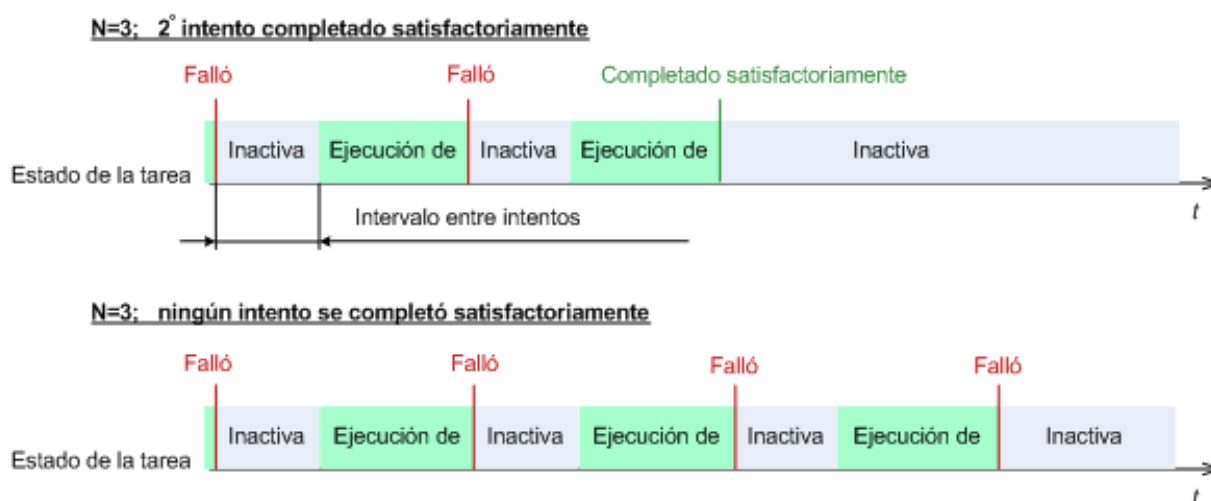 N=3; 2° intento completado satisfactoriamente
Falló Falló Completado satisfactoriamente
Inactiva Ejecución de Inactiva Ejecución de Inactiva
Estado de la tarea
t
Intervalo entre intentos
N=3; ningún intento se completó satisfactoriamente
Falló Falló Falló Falló
Inactiva Ejecución de Inactiva Ejecución de Inactiva Ejecución de Inactiva
Estado de la tarea
t